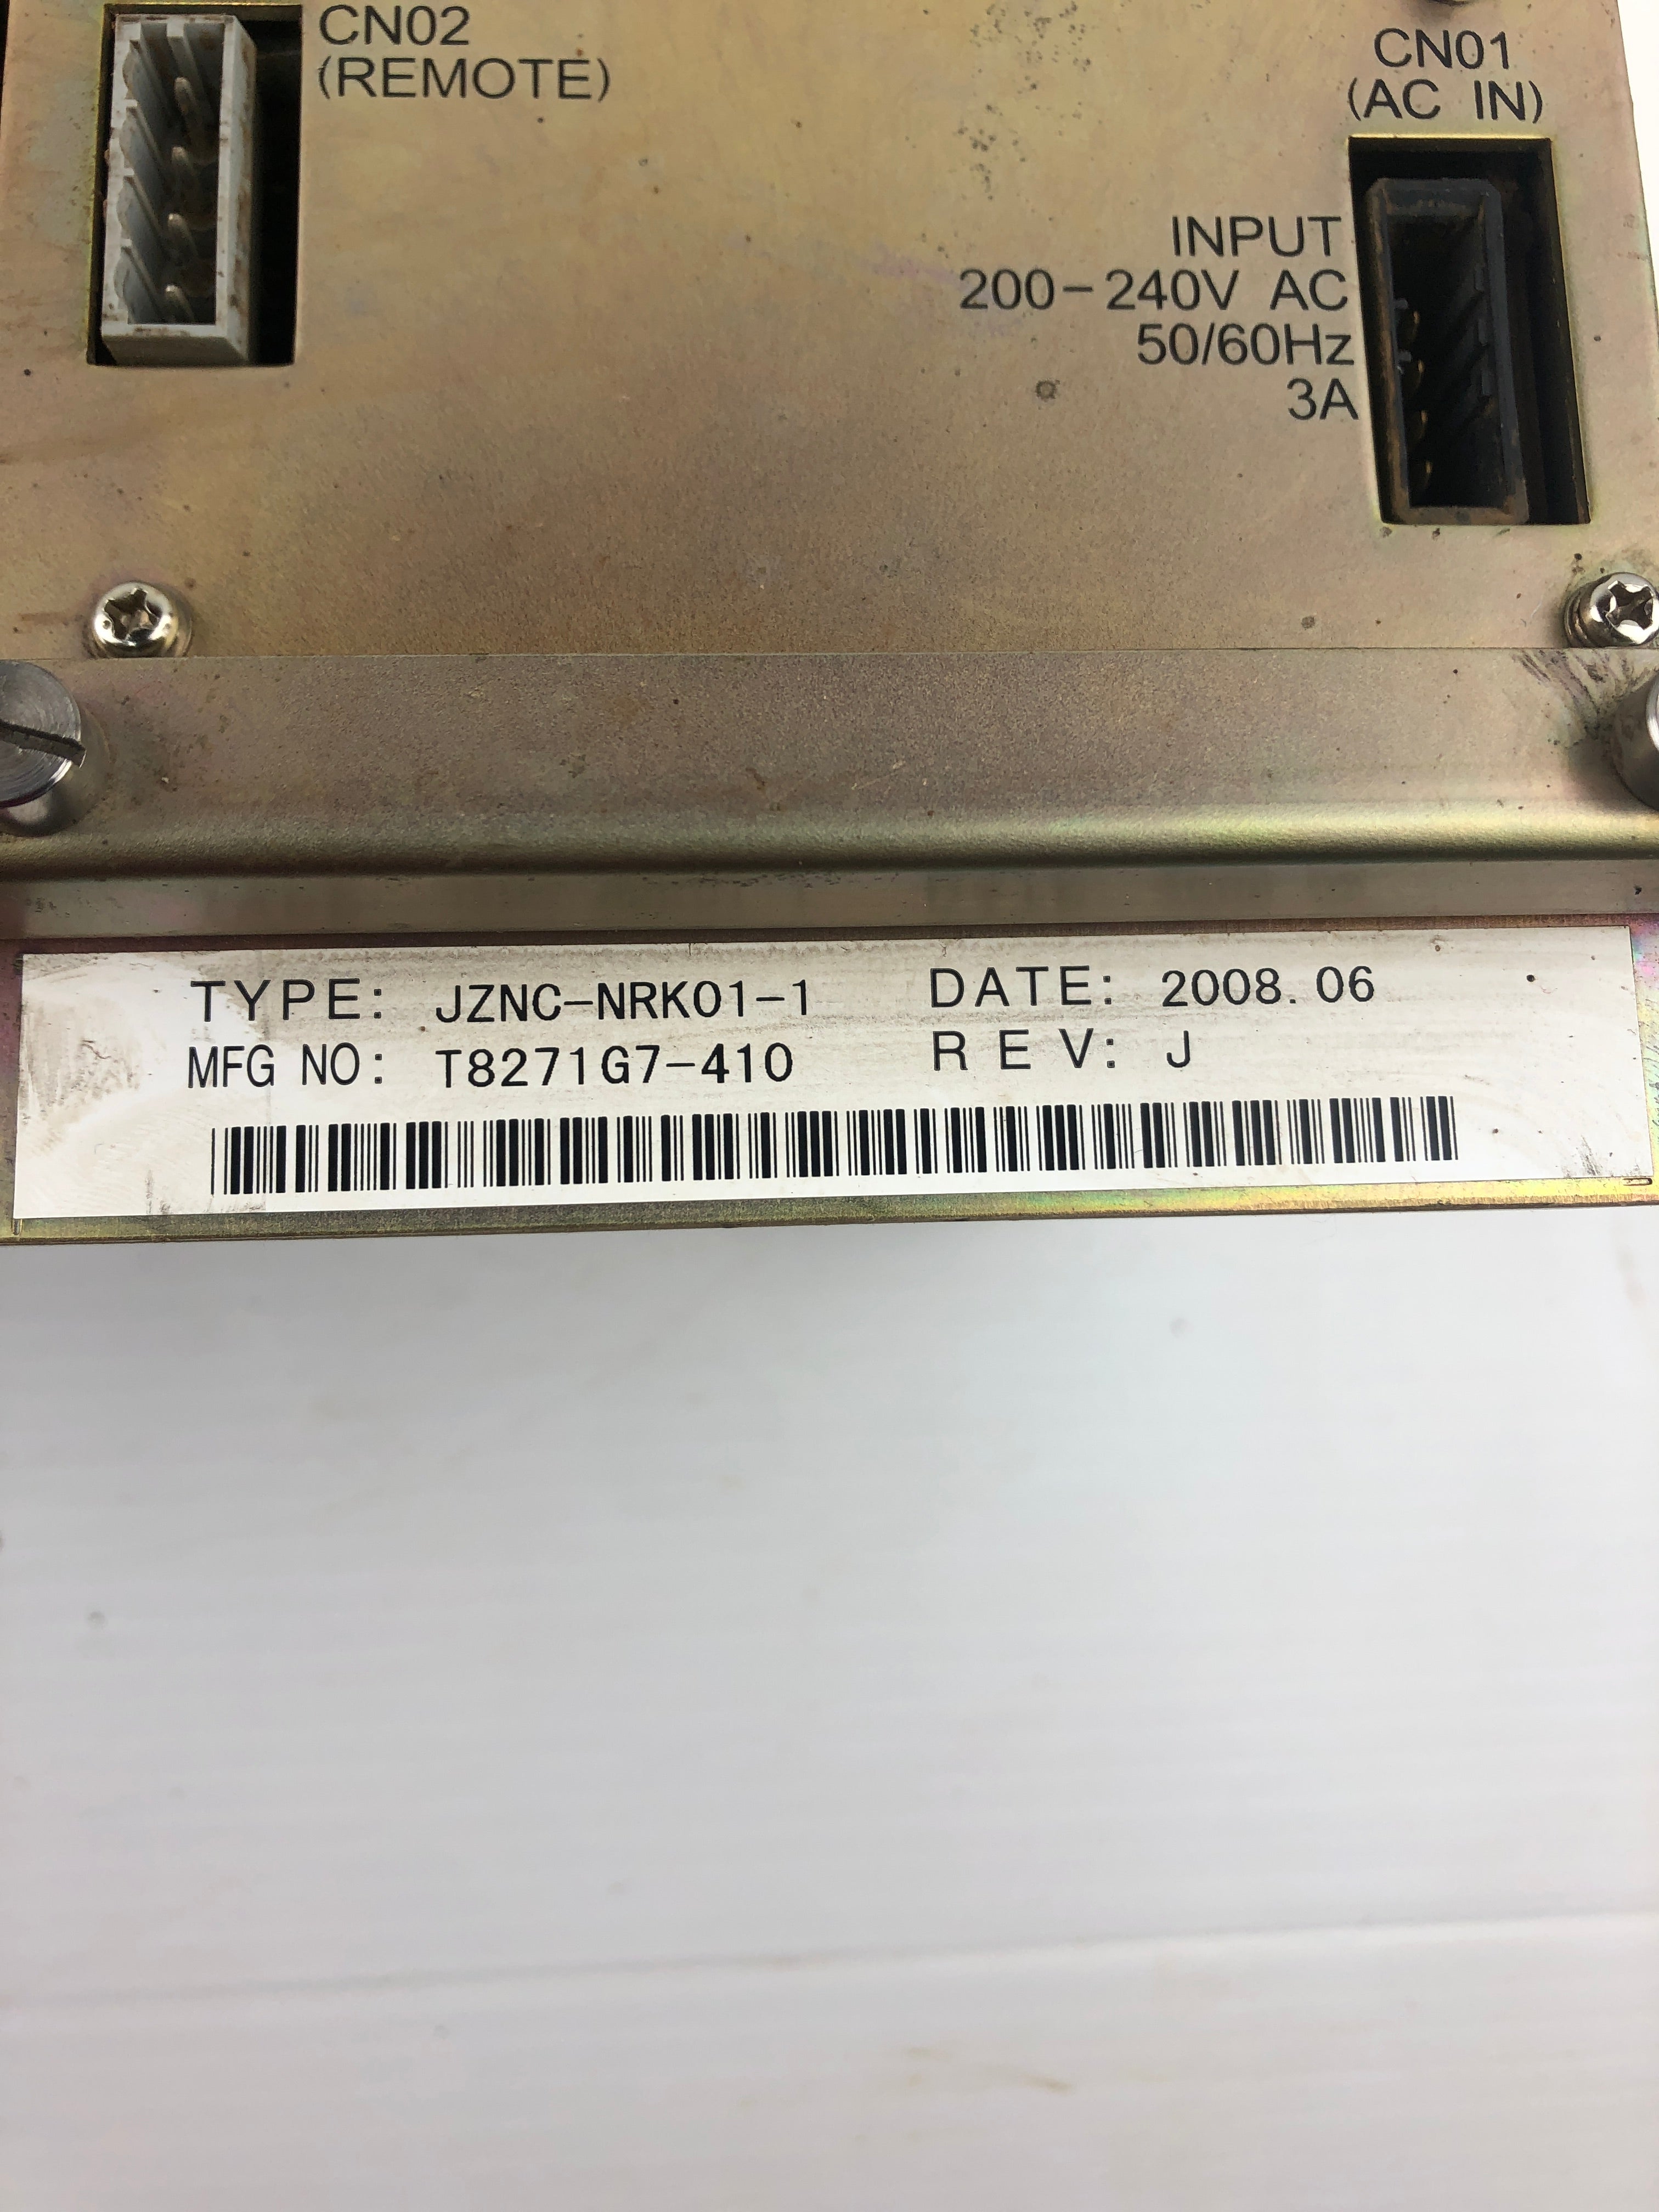 CN02
(REMOTE)
CN01
(AC IN)
INPUT
200-240V AC
50/60Hz
3A
TYPE: JZNC-NRK01-1 DATE: 2008.06
MFG NO: T8271G7-410 REV: J